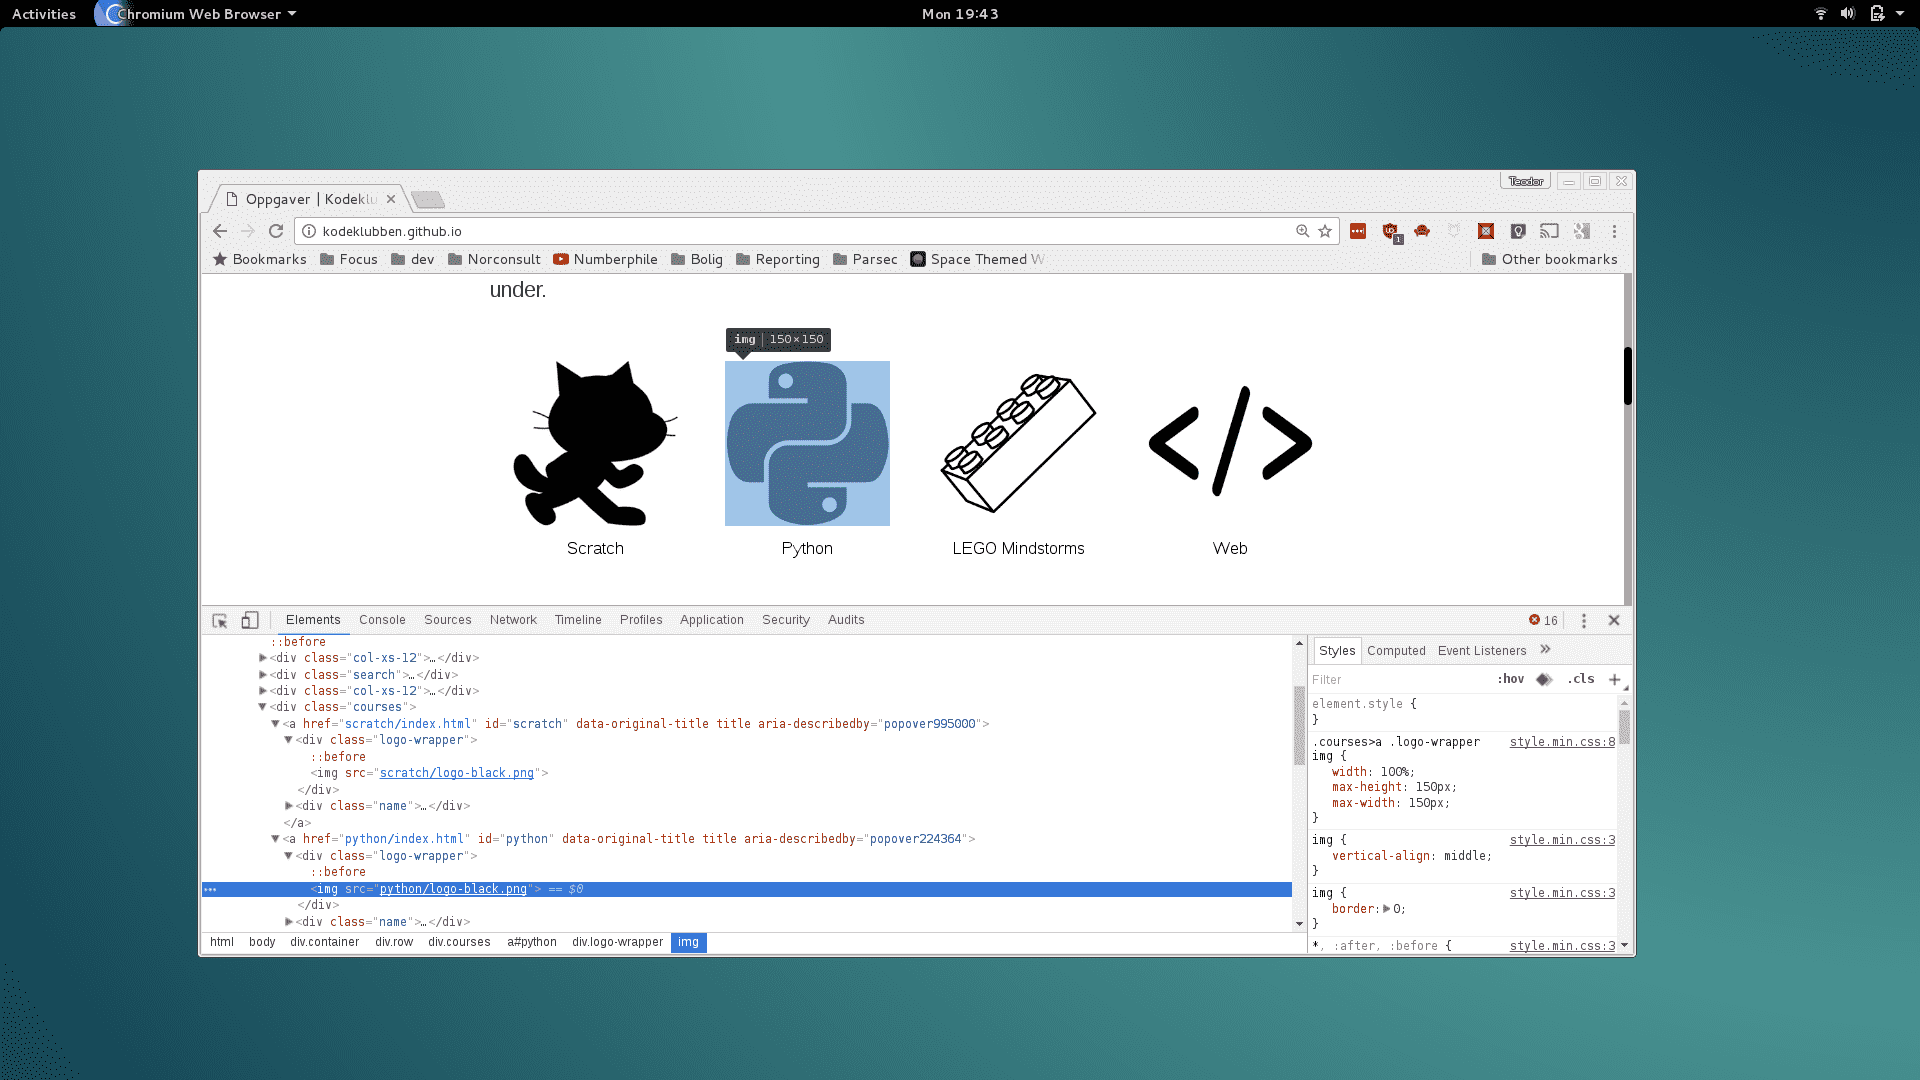 Activities Chromium Web Browser Mon 19:43
Oppgaver | Kodeklu Teodor
kodeklubben.github.io
1
Bookmarks Focus dev Norconsult Numberphile Bolig Reporting Parsec Space Themed W Other bookmarks
under.
img 150×150
Scratch Python LEGO Mindstorms Web
</>
Elements Console Sources Network Timeline Profiles Application Security Audits 16
::before
<div class="col-xs-12">…</div>
<div class="search">…</div>
<div class="col-xs-12">…</div>
<div class="courses">
<a href="scratch/index.html" id="scratch" data-original-title title aria-describedby="popover995000">
<div class="logo-wrapper">
::before
<img src="scratch/logo-black.png">
</div>
<div class="name">…</div>
</a>
<a href="python/index.html" id="python" data-original-title title aria-describedby="popover224364">
<div class="logo-wrapper">
::before
<img src="python/logo-black.png"> == $0
</div>
<div class="name">…</div>
html body div.container div.row div.courses a#python div.logo-wrapper img
Styles Computed Event Listeners »
Filter :hov .cls +
element.style {
}
.courses>a .logo-wrapper style.min.css:8
img {
width: 100%;
max-height: 150px;
max-width: 150px;
}
img { style.min.css:3
vertical-align: middle;
}
img { style.min.css:3
border: 0;
}
*, :after, :before { style.min.css:3